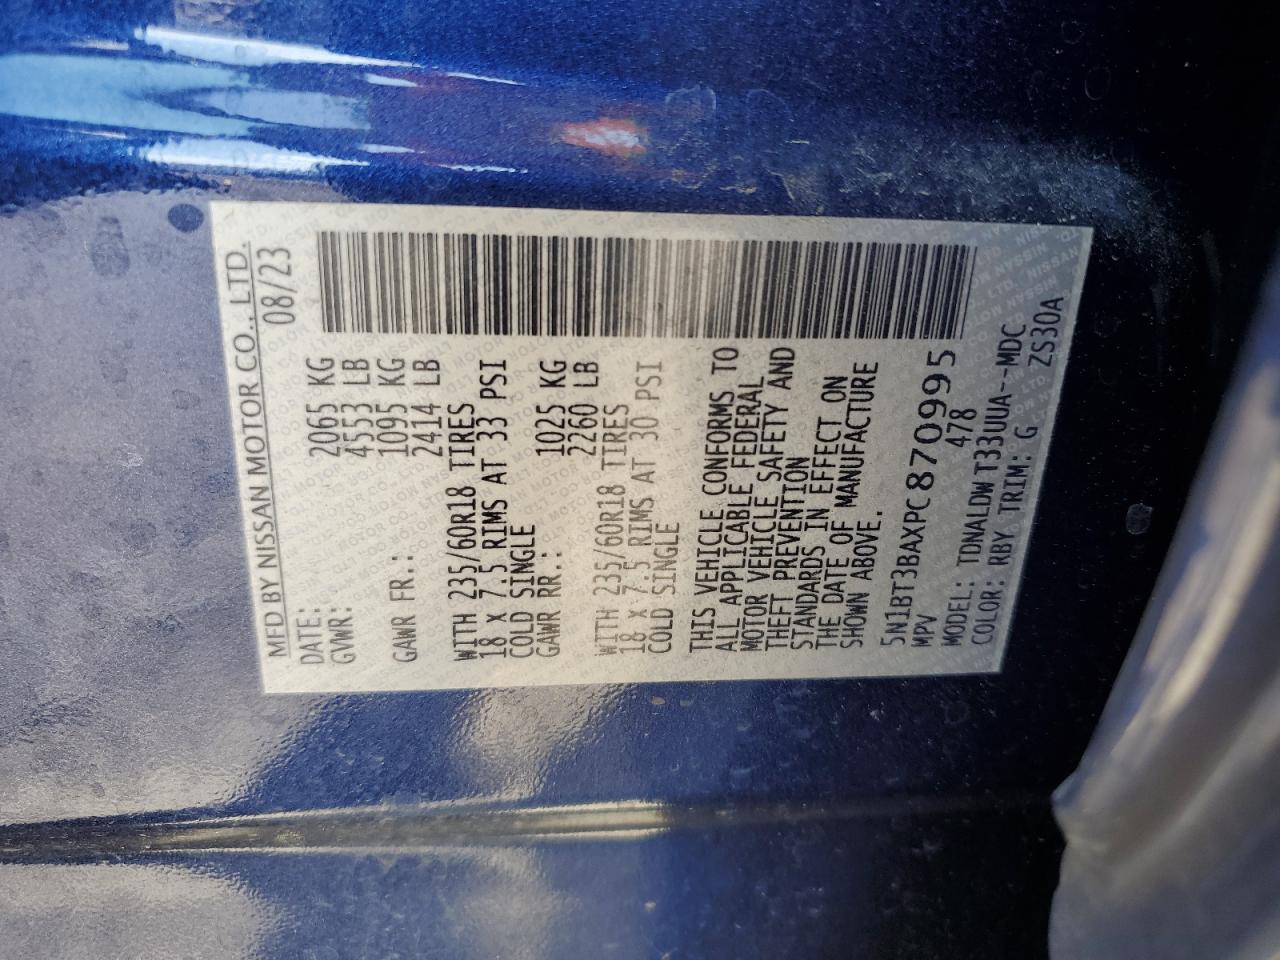 MFD BY NISSAN MOTOR CO., LTD.
DATE: 08/23
GVWR: 2065 KG
4553 LB
GAWR FR.: 1095 KG
2414 LB
WITH 235/60R18 TIRES
18 X 7.5 RIMS AT 33 PSI
COLD SINGLE
GAWR RR.: 1025 KG
2260 LB
WITH 235/60R18 TIRES
18 X 7.5 RIMS AT 30 PSI
COLD SINGLE
THIS VEHICLE CONFORMS TO
ALL APPLICABLE FEDERAL
MOTOR VEHICLE SAFETY AND
THEFT PREVENTION
STANDARDS IN EFFECT ON
THE DATE OF MANUFACTURE
SHOWN ABOVE.
5N1BT3BAXPC870995
MPV 478
MODEL: TDNALDW T33UUA--MDC
COLOR: RBY TRIM: G ZS30A